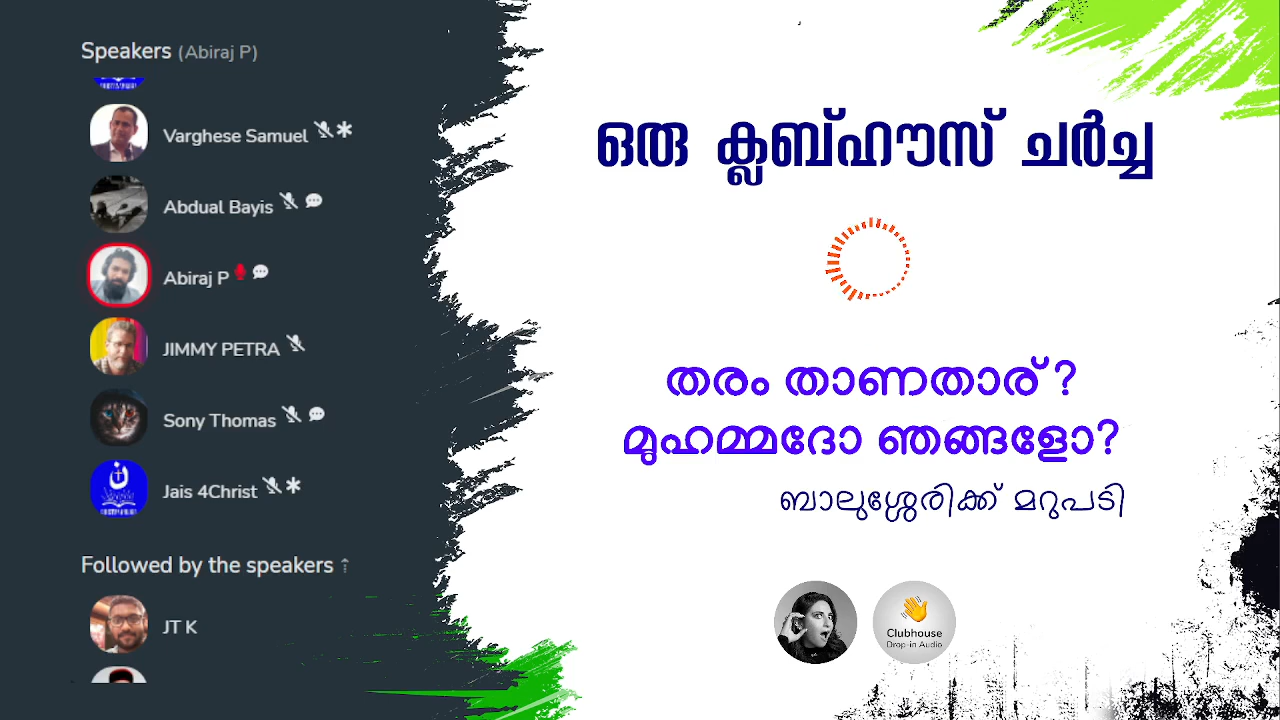 Speakers (Abiraj P)
Varghese Samuel
Abdual Bayis
Abiraj P
JIMMY PETRA
Sony Thomas
Jais 4Christ
Followed by the speakers
JT K
ഒരു ക്ലബ്ഹൗസ് ചർച്ച
തരം താണതാര് ?
മുഹമ്മദോ ഞങ്ങളോ?
ബാലുശ്ശേരിക്ക് മറുപടി
Clubhouse
Drop-in Audio